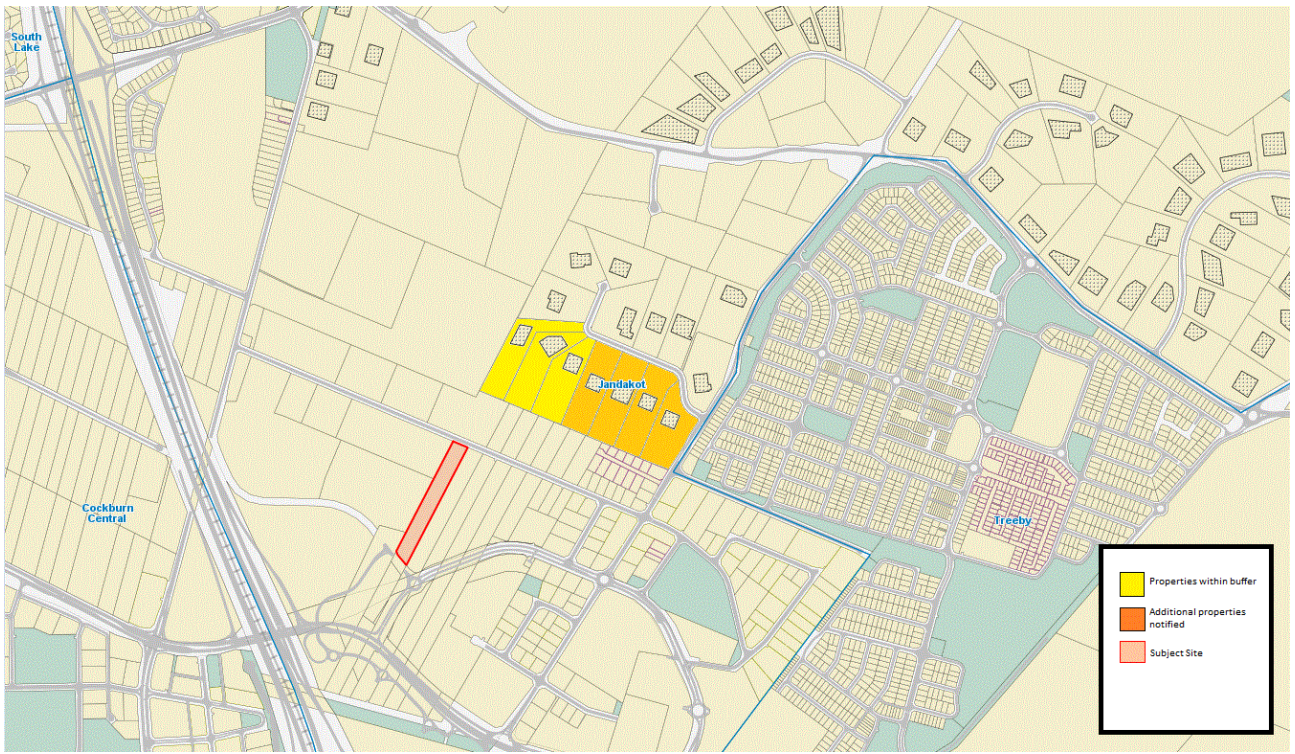 South
Lake
Jandakot
Cockburn
Central
Treeby
Properties within buffer
Additional properties
notified
Subject Site